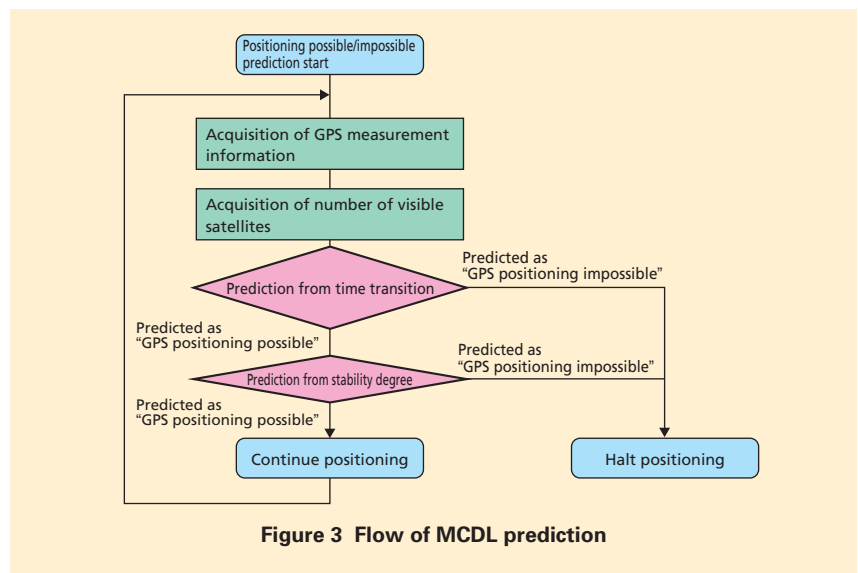 Positioning possible/impossible
prediction start
Acquisition of GPS measurement
information
Acquisition of number of visible
satellites
Predicted as
“GPS positioning impossible”
Prediction from time transition
Predicted as
“GPS positioning possible”
Predicted as
“GPS positioning impossible”
Prediction from stability degree
Predicted as
“GPS positioning possible”
Continue positioning
Halt positioning
Figure 3 Flow of MCDL prediction